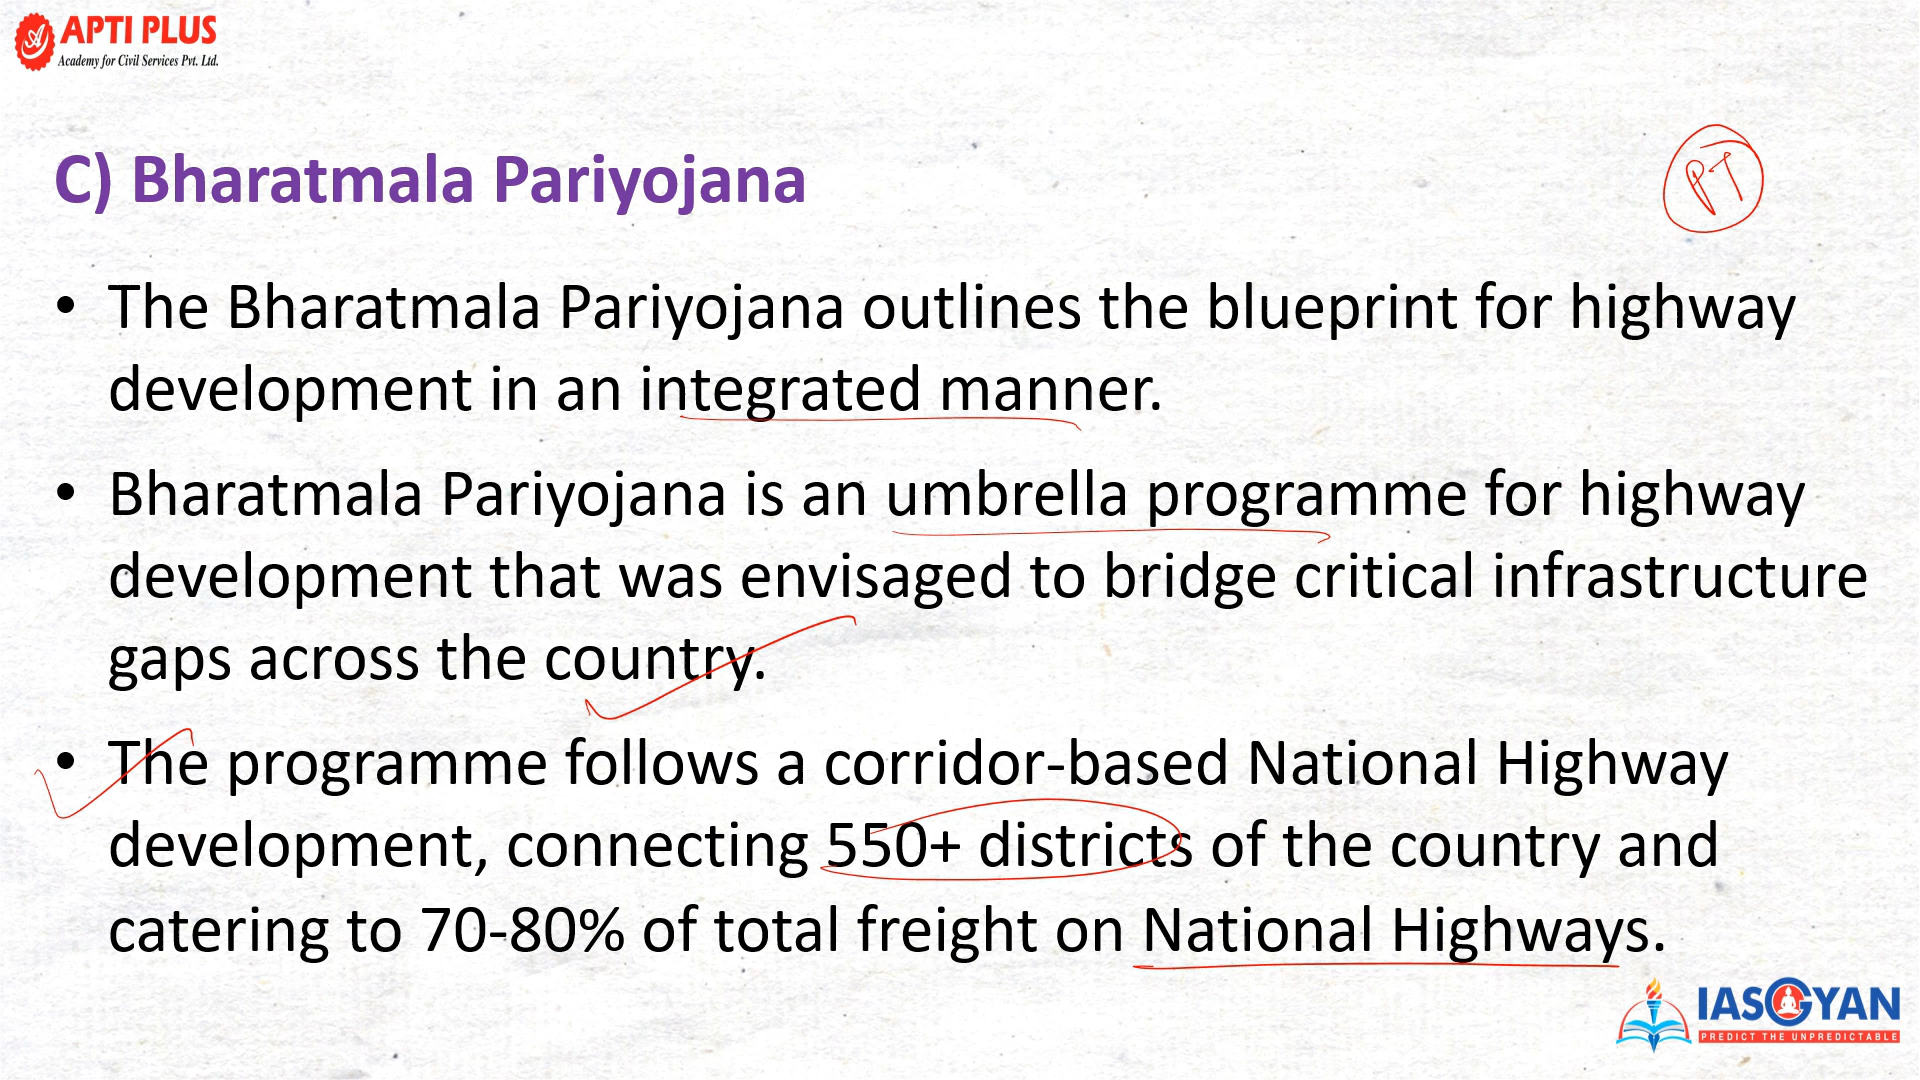 APTI PLUS
Academy for Civil Services Pvt. Ltd.
C) Bharatmala Pariyojana
PT
• The Bharatmala Pariyojana outlines the blueprint for highway
development in an integrated manner.
• Bharatmala Pariyojana is an umbrella programme for highway
development that was envisaged to bridge critical infrastructure
gaps across the country.
• The programme follows a corridor-based National Highway
development, connecting 550+ districts of the country and
catering to 70-80% of total freight on National Highways.
IASGYAN
PREDICT THE UNPREDICTABLE